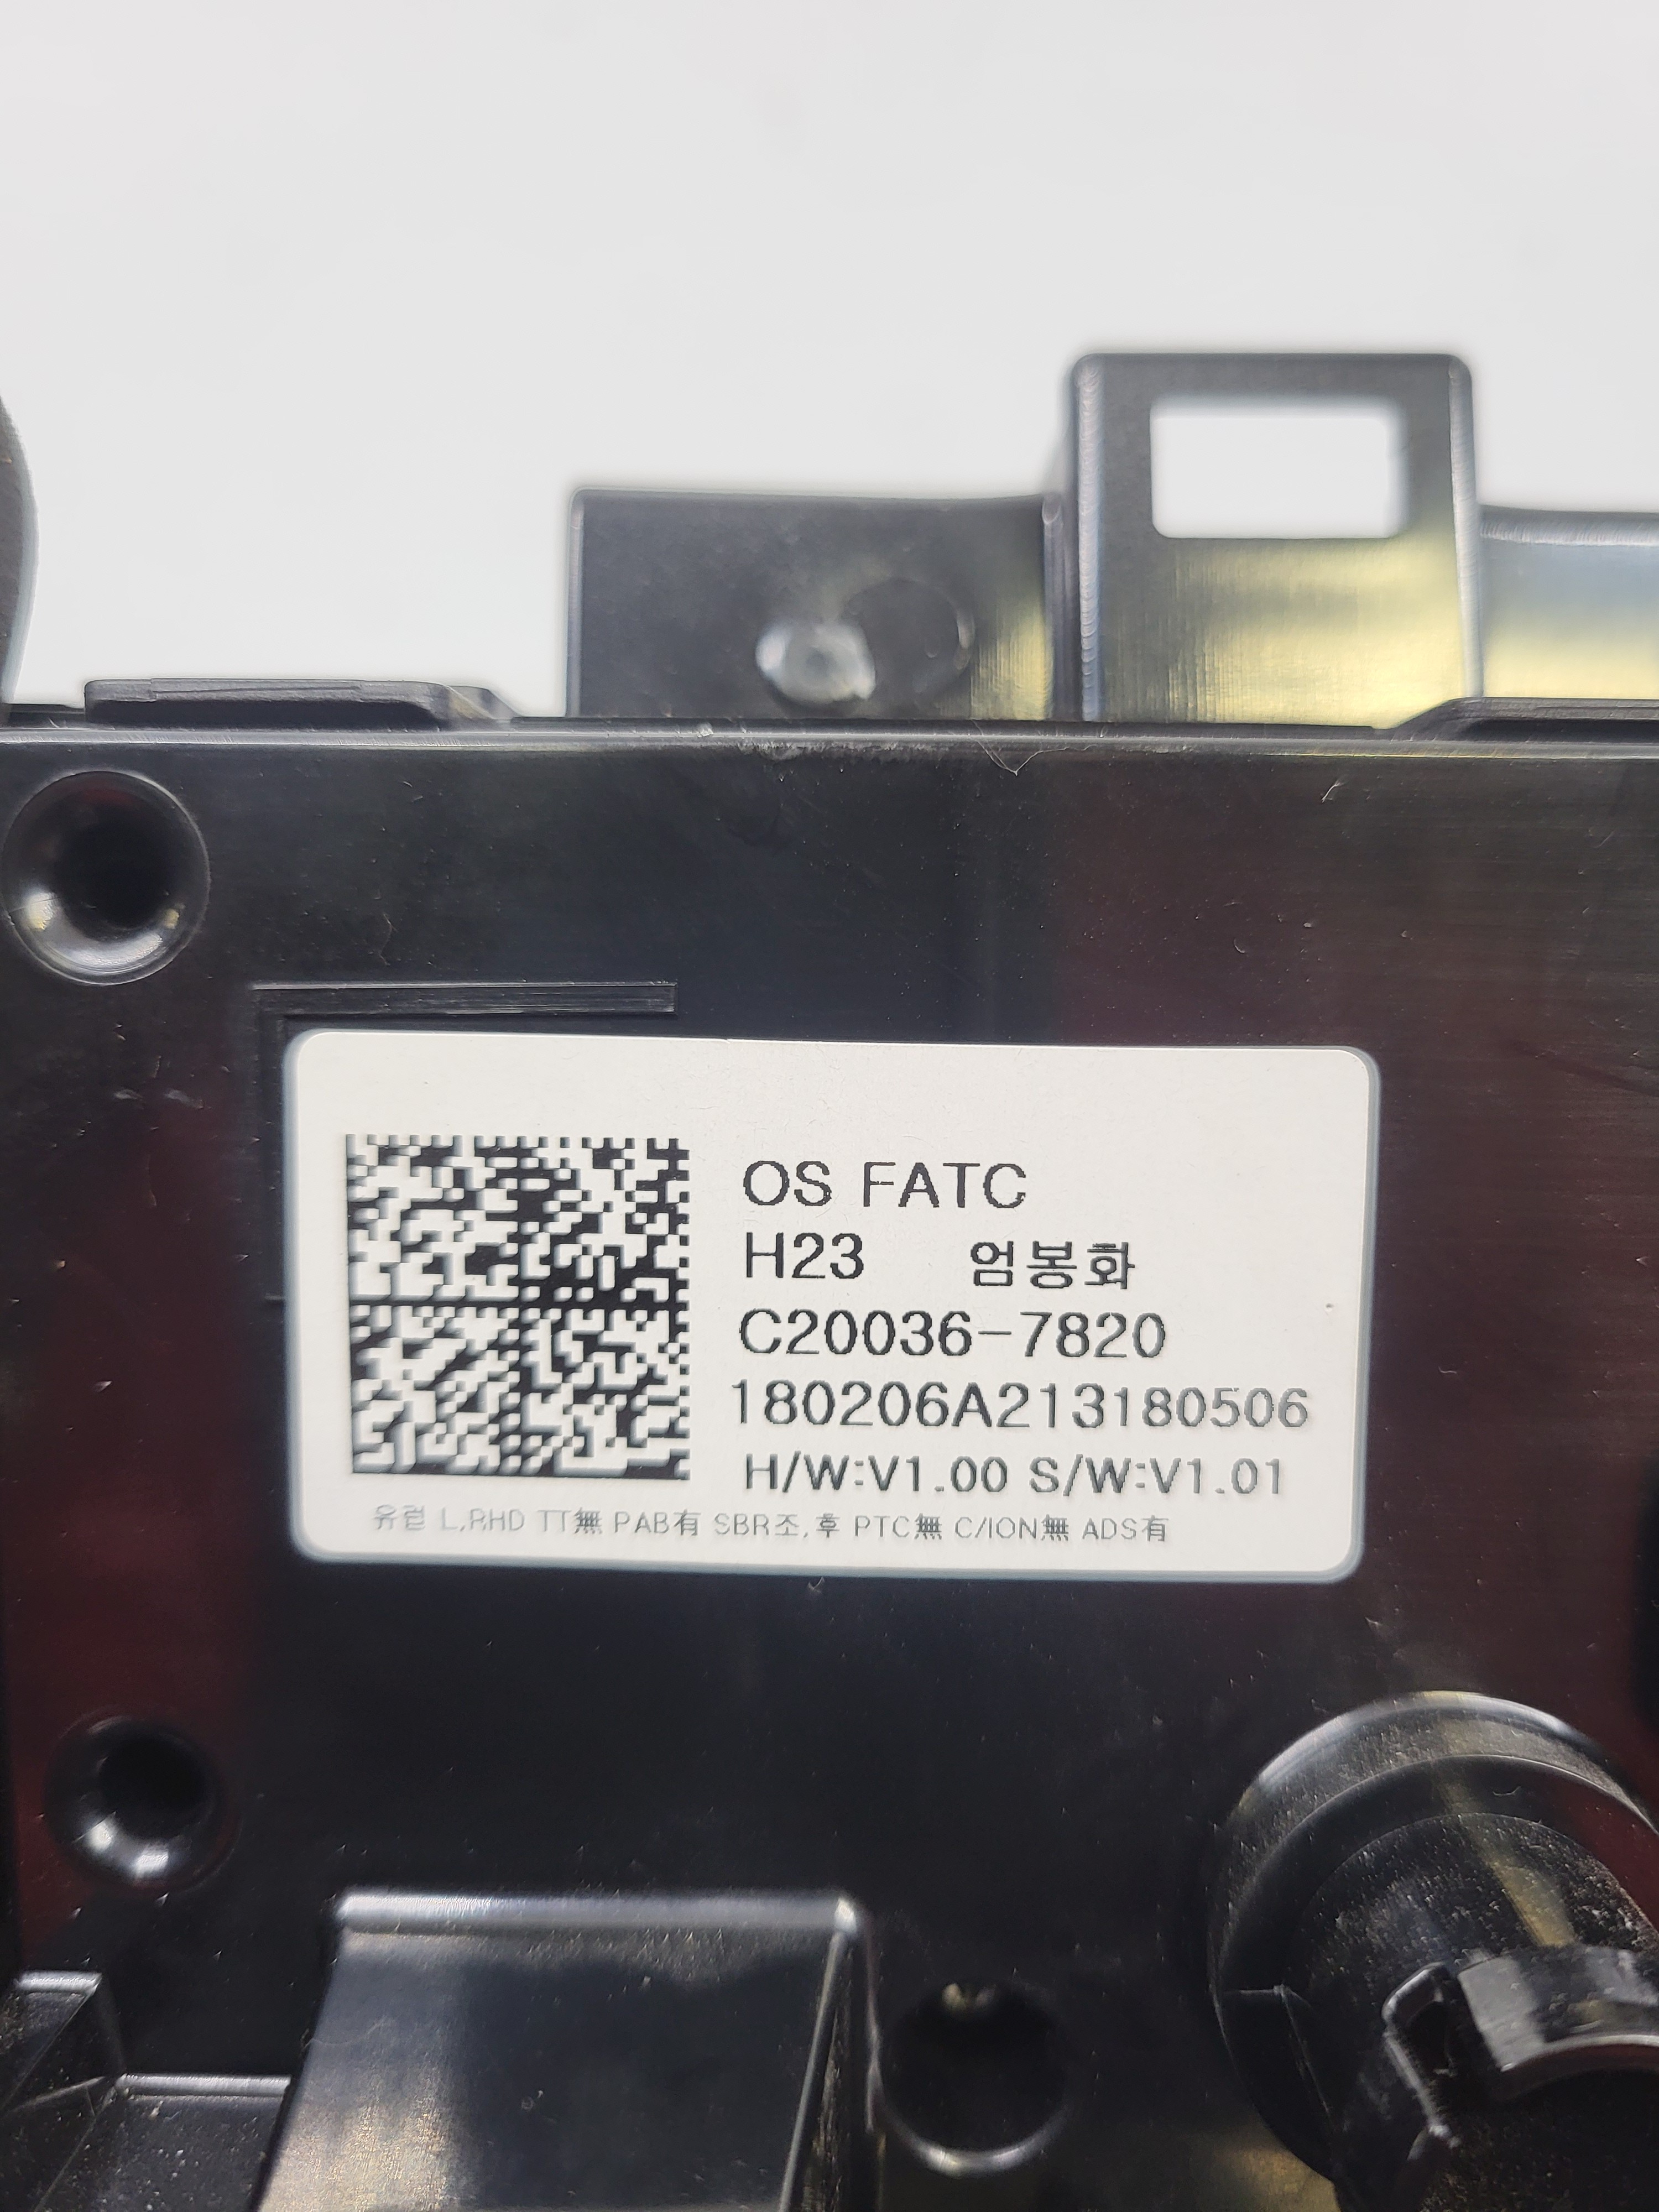 OS FATC
H23 엄봉화
C20036-7820
180206A213180506
H/W:V1.00 S/W:V1.01
유럽 L,RHD TT無 PAB有 SBR조,후 PTC無 C/ION無 ADS有